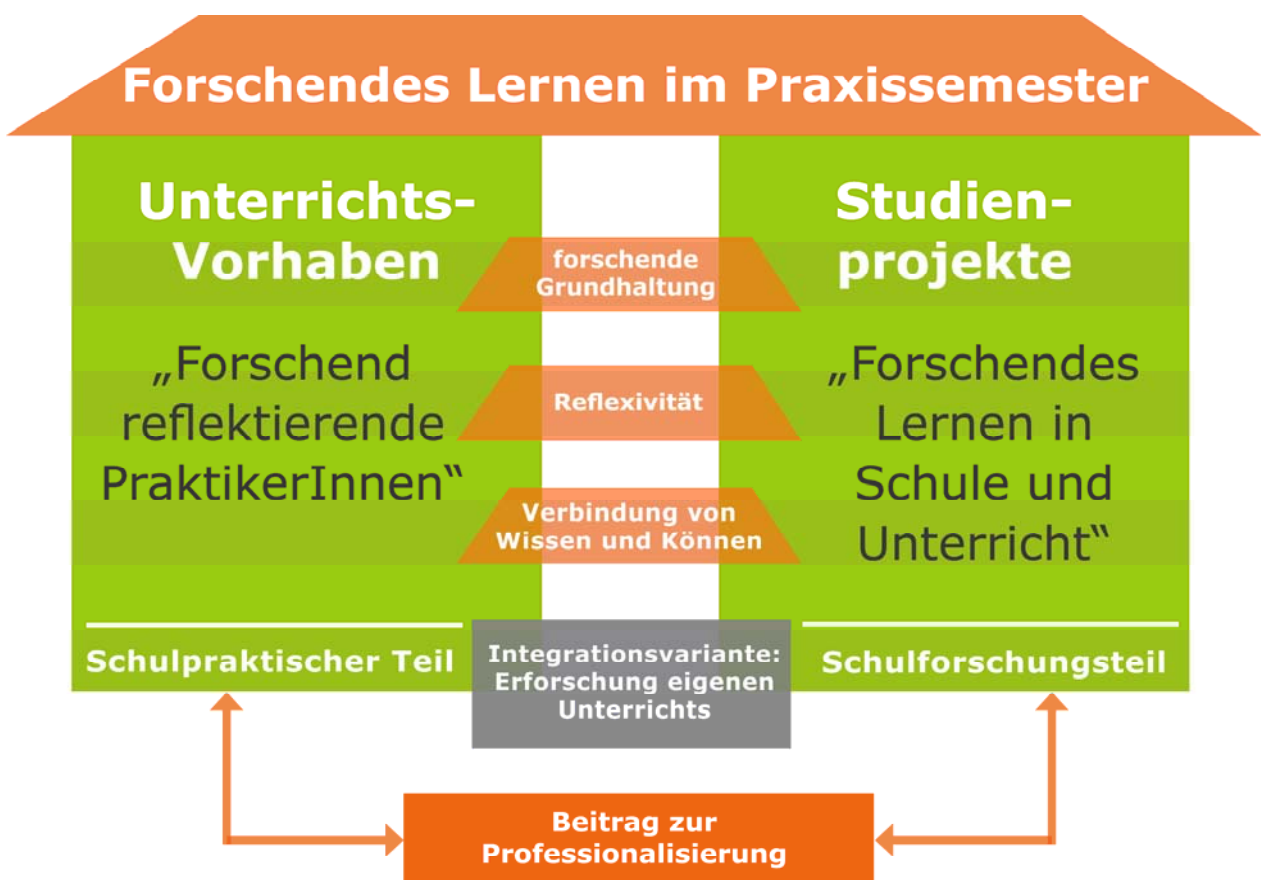 Forschendes Lernen im Praxissemester
Unterrichts-
Vorhaben
„Forschend
reflektierende
PraktikerInnen“
Schulpraktischer Teil
forschende
Grundhaltung
Reflexivität
Verbindung von
Wissen und Können
Integrationsvariante:
Erforschung eigenen
Unterrichts
Studien-
projekte
„Forschendes
Lernen in
Schule und
Unterricht“
Schulforschungsteil
Beitrag zur
Professionalisierung